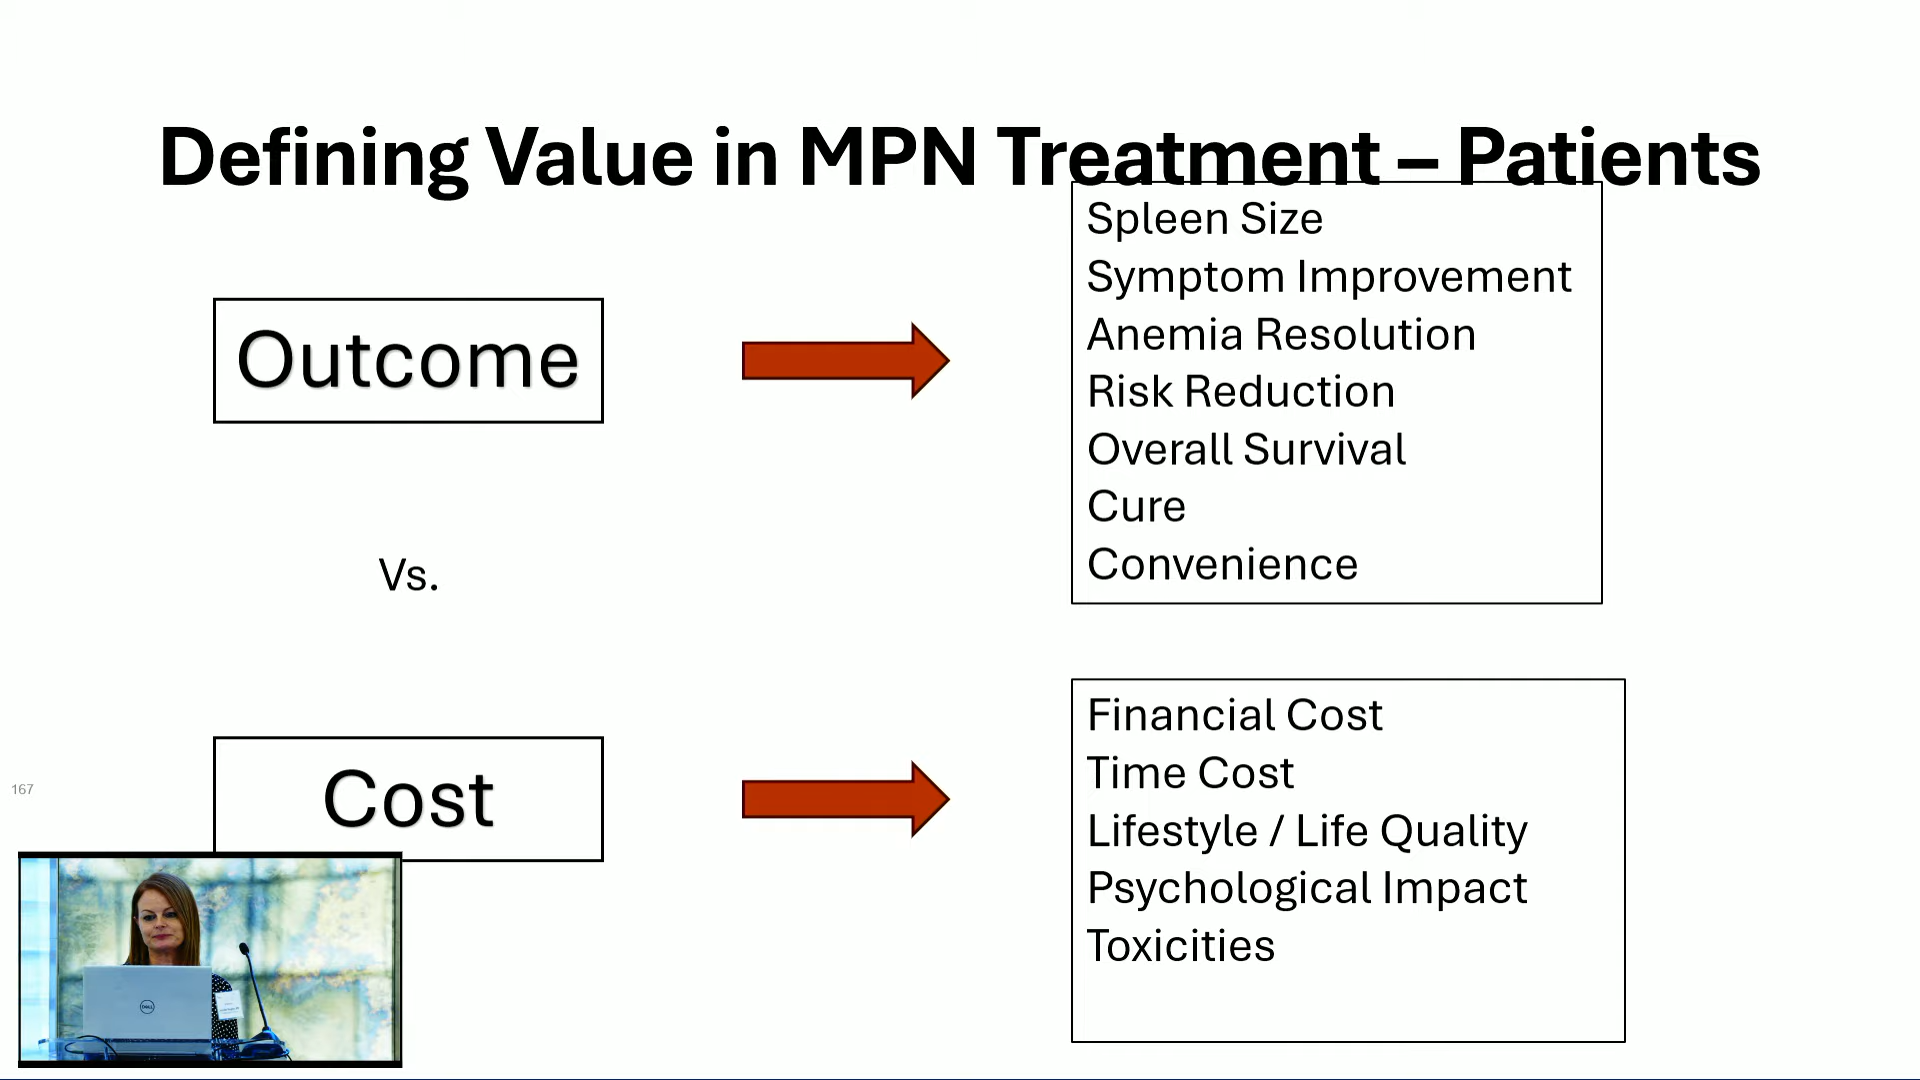 Defining Value in MPN Treatment – Patients
Outcome
Spleen Size
Symptom Improvement
Anemia Resolution
Risk Reduction
Overall Survival
Cure
Convenience
Vs.
Cost
Financial Cost
Time Cost
Lifestyle / Life Quality
Psychological Impact
Toxicities
167
DELL